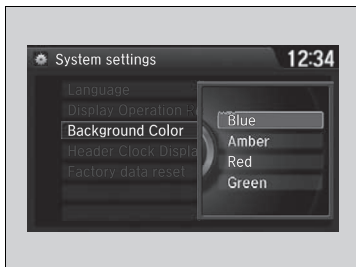 System settings
12:34
Language
Display Operation
Background Color
Header Clock Displa
Factory data reset
Blue
Amber
Red
Green